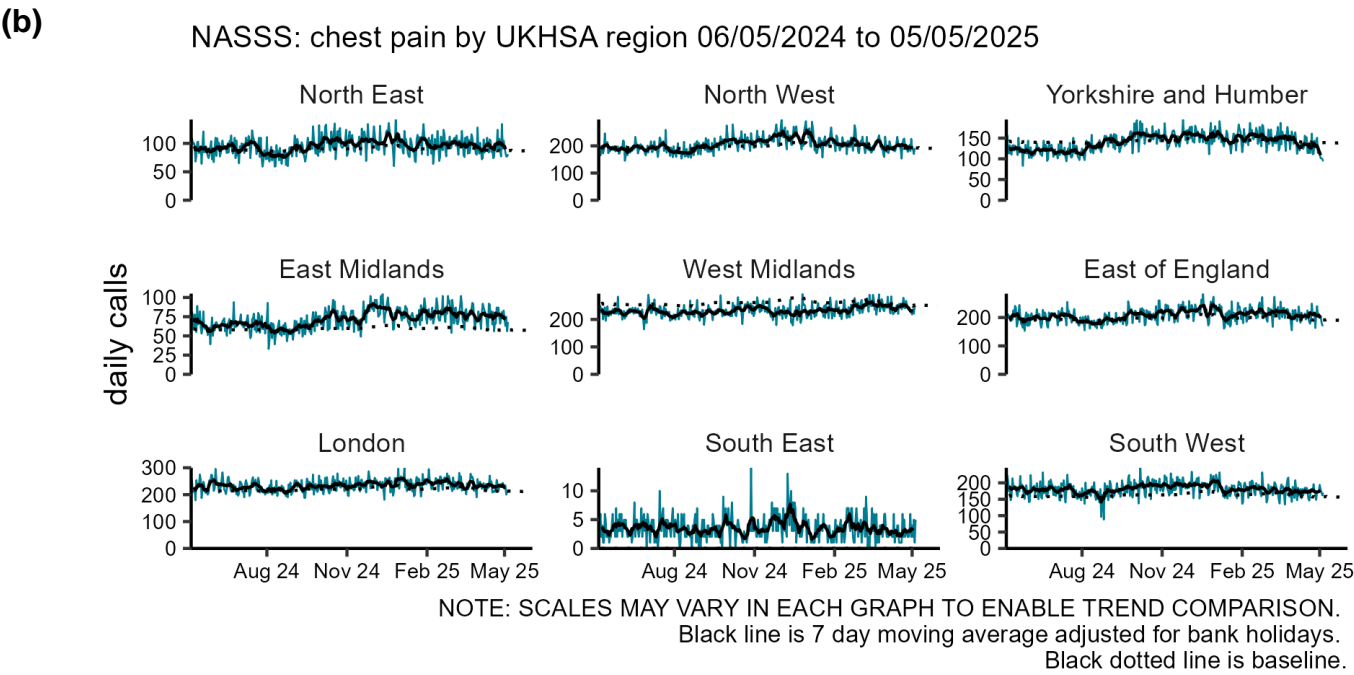 (b)
NASSS: chest pain by UKHSA region 06/05/2024 to 05/05/2025
North East
North West
Yorkshire and Humber
100
50
0
200
100
0
150
100
50
0
daily calls
East Midlands
West Midlands
East of England
100
75
50
25
0
200
100
0
200
100
0
London
South East
South West
300
200
100
0
10
5
0
200
150
100
50
0
Aug 24 Nov 24 Feb 25 May 25
Aug 24 Nov 24 Feb 25 May 25
Aug 24 Nov 24 Feb 25 May 25
NOTE: SCALES MAY VARY IN EACH GRAPH TO ENABLE TREND COMPARISON.
Black line is 7 day moving average adjusted for bank holidays.
Black dotted line is baseline.